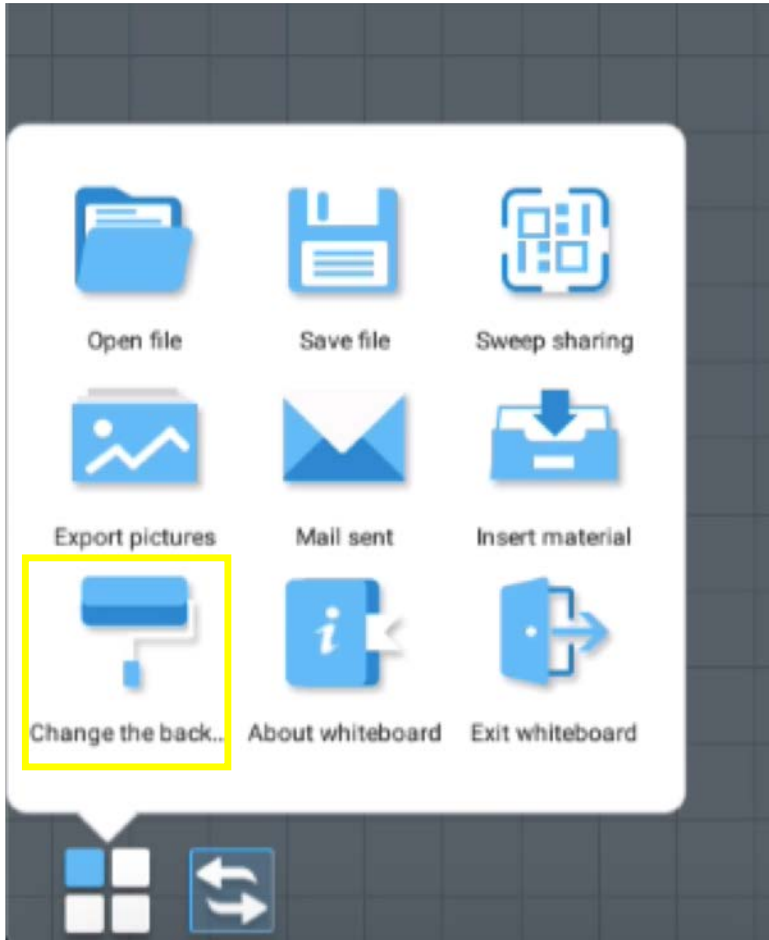 Open file
Save file
Sweep sharing
Export pictures
Mail sent
Insert material
Change the back..
About whiteboard
Exit whiteboard